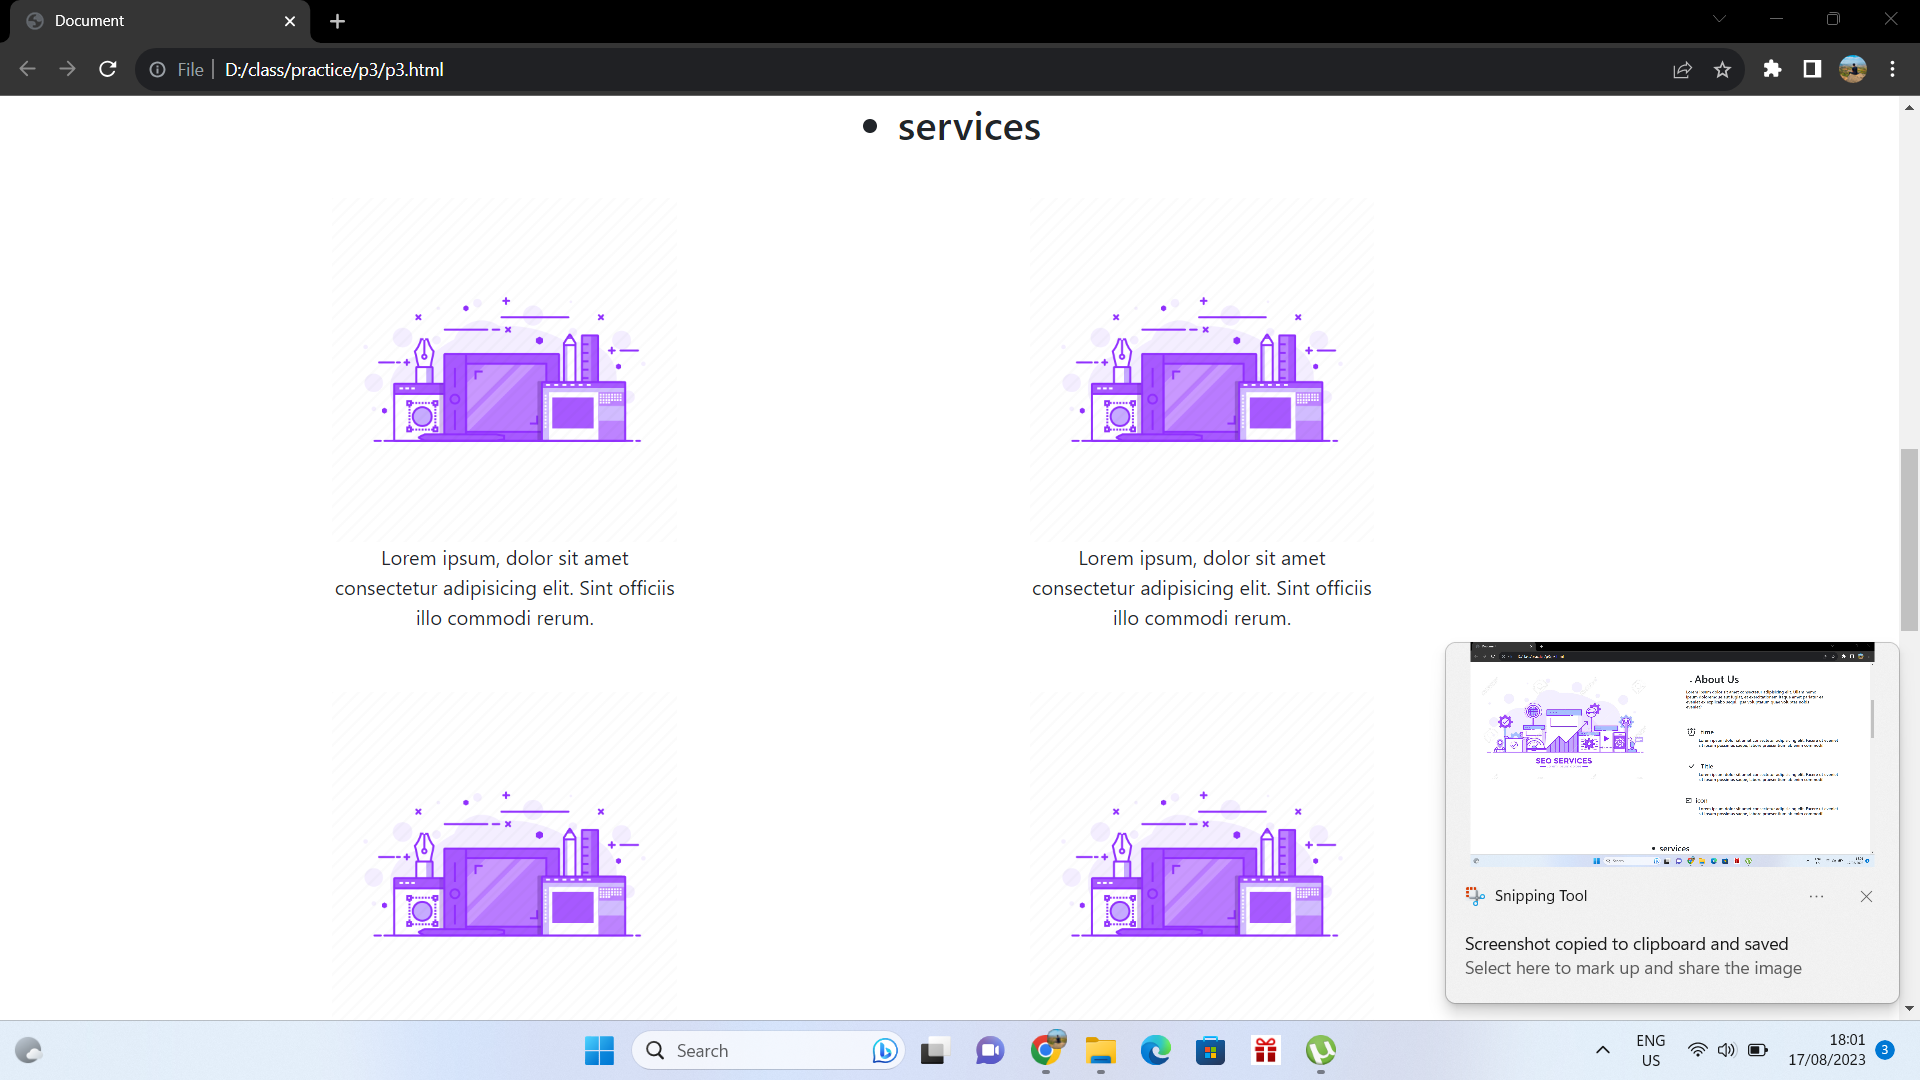 Document
File
D:/class/practice/p3/p3.html
services
Lorem ipsum, dolor sit amet
consectetur adipisicing elit. Sint officiis
illo commodi rerum.
Lorem ipsum, dolor sit amet
consectetur adipisicing elit. Sint officiis
illo commodi rerum.
About Us
SEO SERVICES
Title
icon
services
Snipping Tool
Screenshot copied to clipboard and saved
Select here to mark up and share the image
Search
ENG
US
18:01
17/08/2023
3